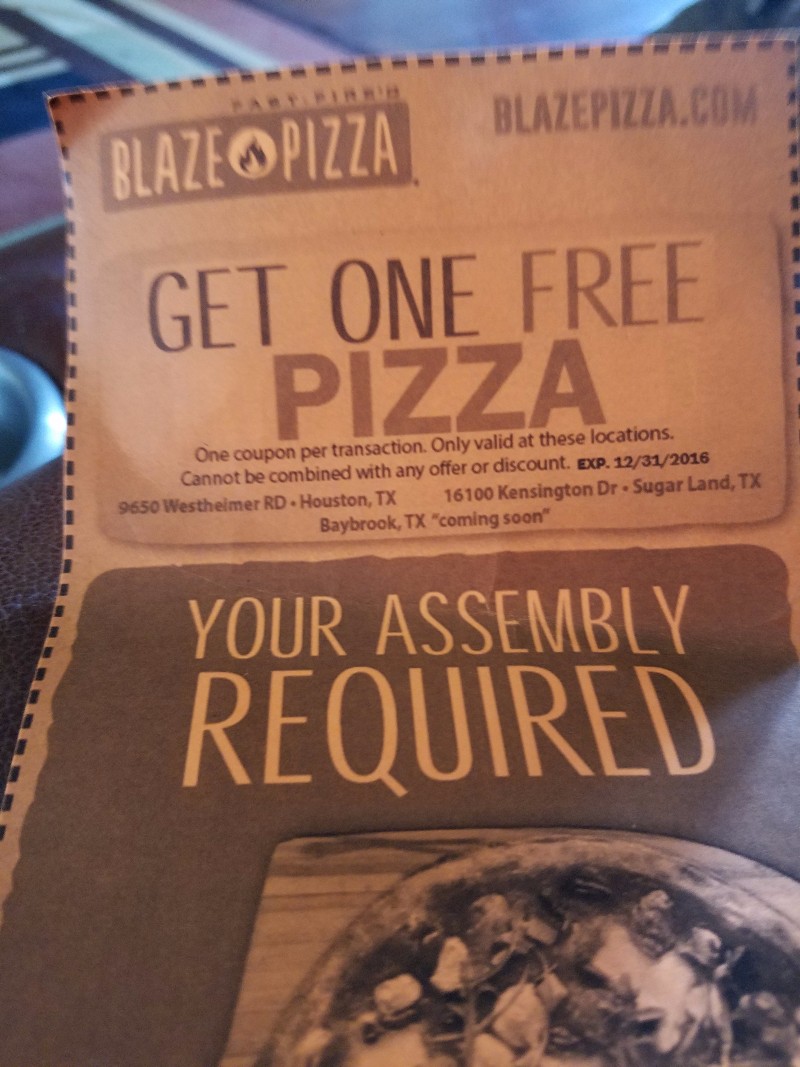 FAST-FIRE'D
BLAZE PIZZA
BLAZEPIZZA.COM
GET ONE FREE
PIZZA
One coupon per transaction. Only valid at these locations.
Cannot be combined with any offer or discount. EXP. 12/31/2016
9650 Westheimer RD • Houston, TX 16100 Kensington Dr • Sugar Land, TX
Baybrook, TX "coming soon"
YOUR ASSEMBLY
REQUIRED